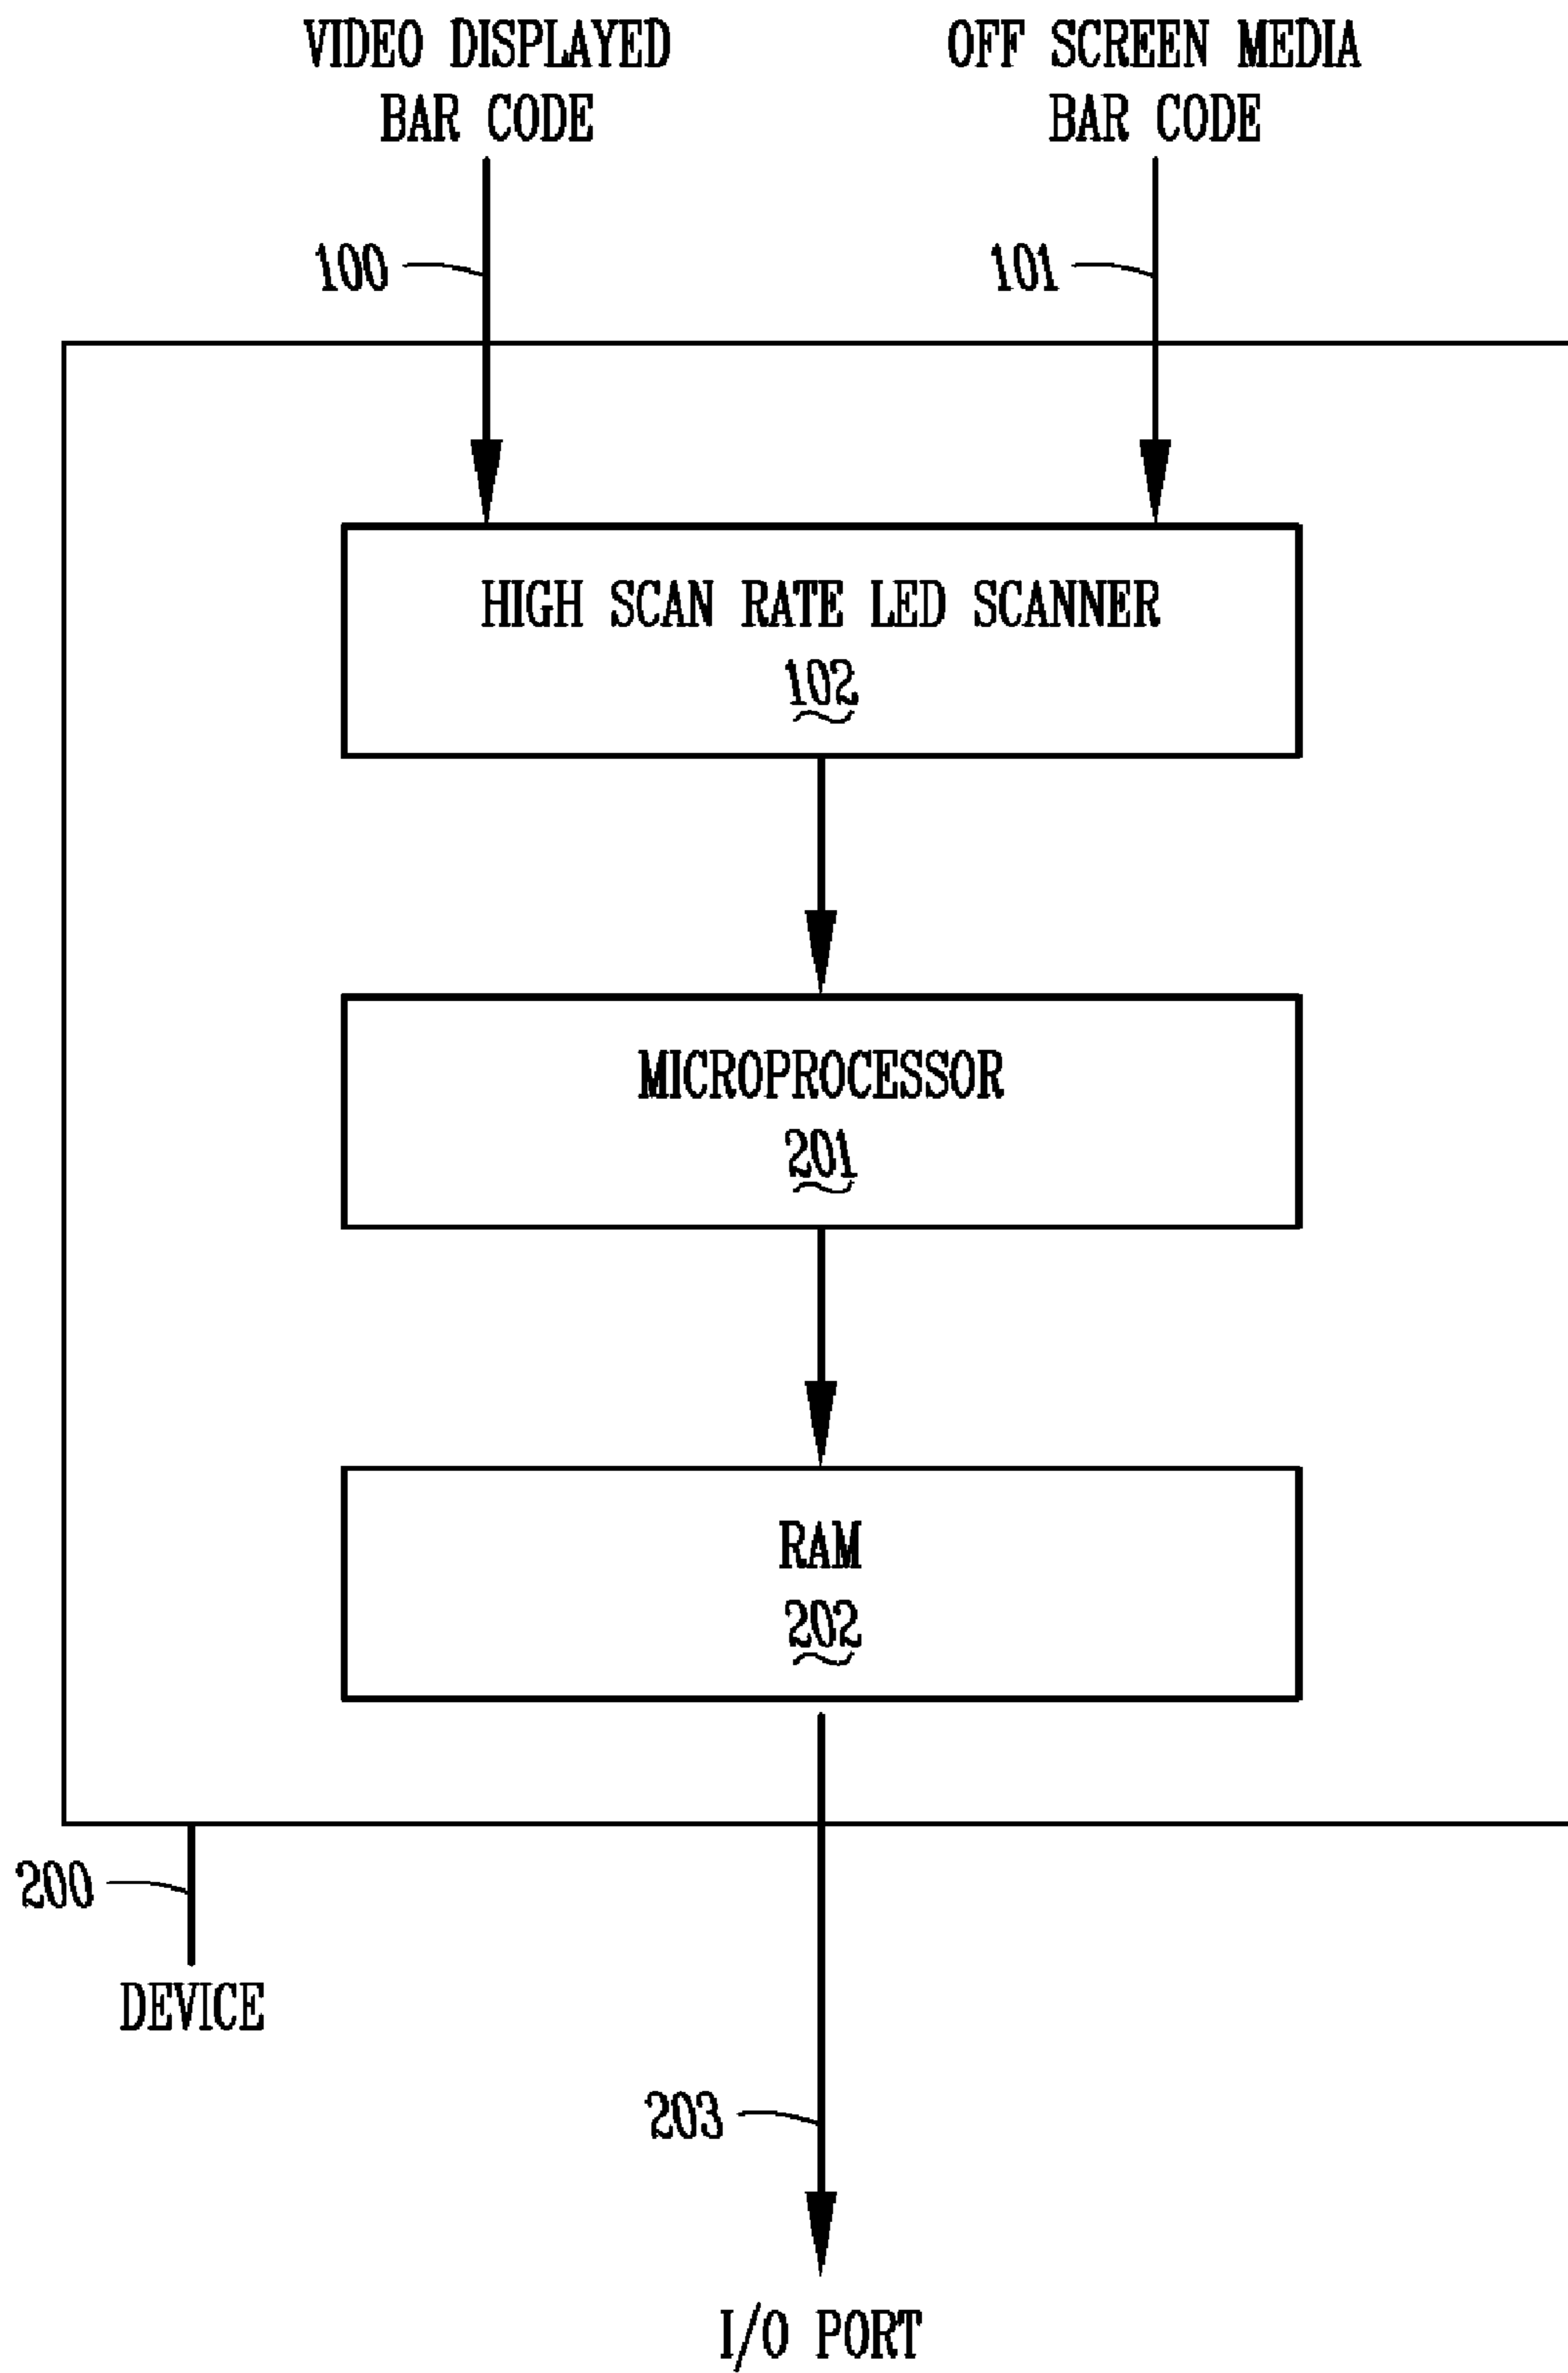 VIDEO DISPLAYED
BAR CODE
OFF SCREEN MEDIA
BAR CODE
100
101
HIGH SCAN RATE LED SCANNER
102
MICROPROCESSOR
201
RAM
202
200
DEVICE
203
I/O PORT